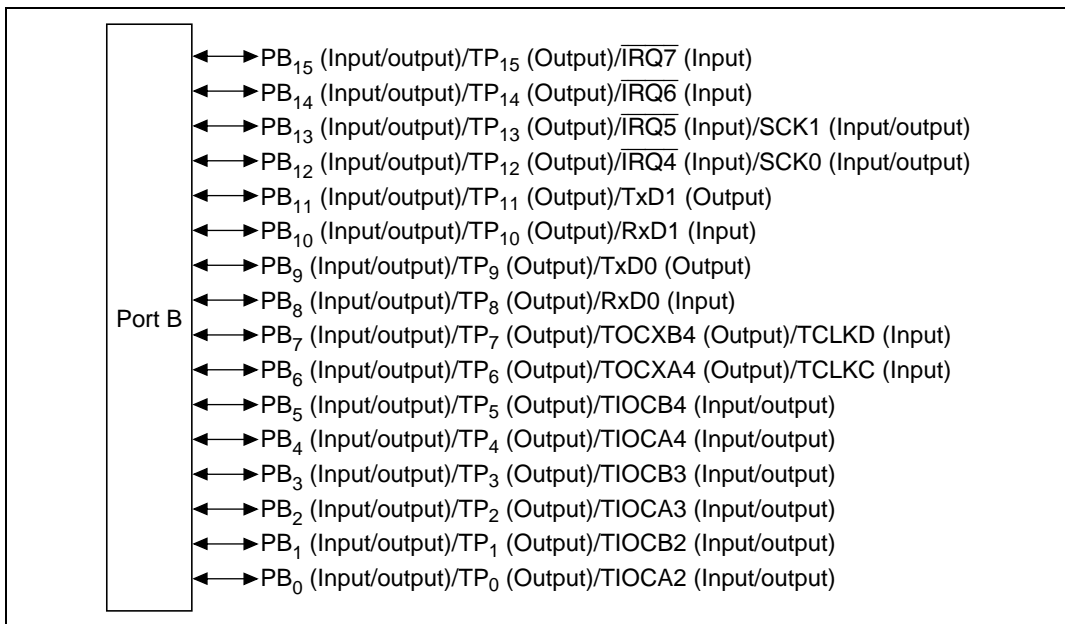 PB₁₅ (Input/output)/TP₁₅ (Output)/I̅R̅Q̅7̅ (Input)
PB₁₄ (Input/output)/TP₁₄ (Output)/I̅R̅Q̅6̅ (Input)
PB₁₃ (Input/output)/TP₁₃ (Output)/I̅R̅Q̅5̅ (Input)/SCK1 (Input/output)
PB₁₂ (Input/output)/TP₁₂ (Output)/I̅R̅Q̅4̅ (Input)/SCK0 (Input/output)
PB₁₁ (Input/output)/TP₁₁ (Output)/TxD1 (Output)
PB₁₀ (Input/output)/TP₁₀ (Output)/RxD1 (Input)
PB₉ (Input/output)/TP₉ (Output)/TxD0 (Output)
PB₈ (Input/output)/TP₈ (Output)/RxD0 (Input)
Port B
PB₇ (Input/output)/TP₇ (Output)/TOCXB4 (Output)/TCLKD (Input)
PB₆ (Input/output)/TP₆ (Output)/TOCXA4 (Output)/TCLKC (Input)
PB₅ (Input/output)/TP₅ (Output)/TIOCB4 (Input/output)
PB₄ (Input/output)/TP₄ (Output)/TIOCA4 (Input/output)
PB₃ (Input/output)/TP₃ (Output)/TIOCB3 (Input/output)
PB₂ (Input/output)/TP₂ (Output)/TIOCA3 (Input/output)
PB₁ (Input/output)/TP₁ (Output)/TIOCB2 (Input/output)
PB₀ (Input/output)/TP₀ (Output)/TIOCA2 (Input/output)